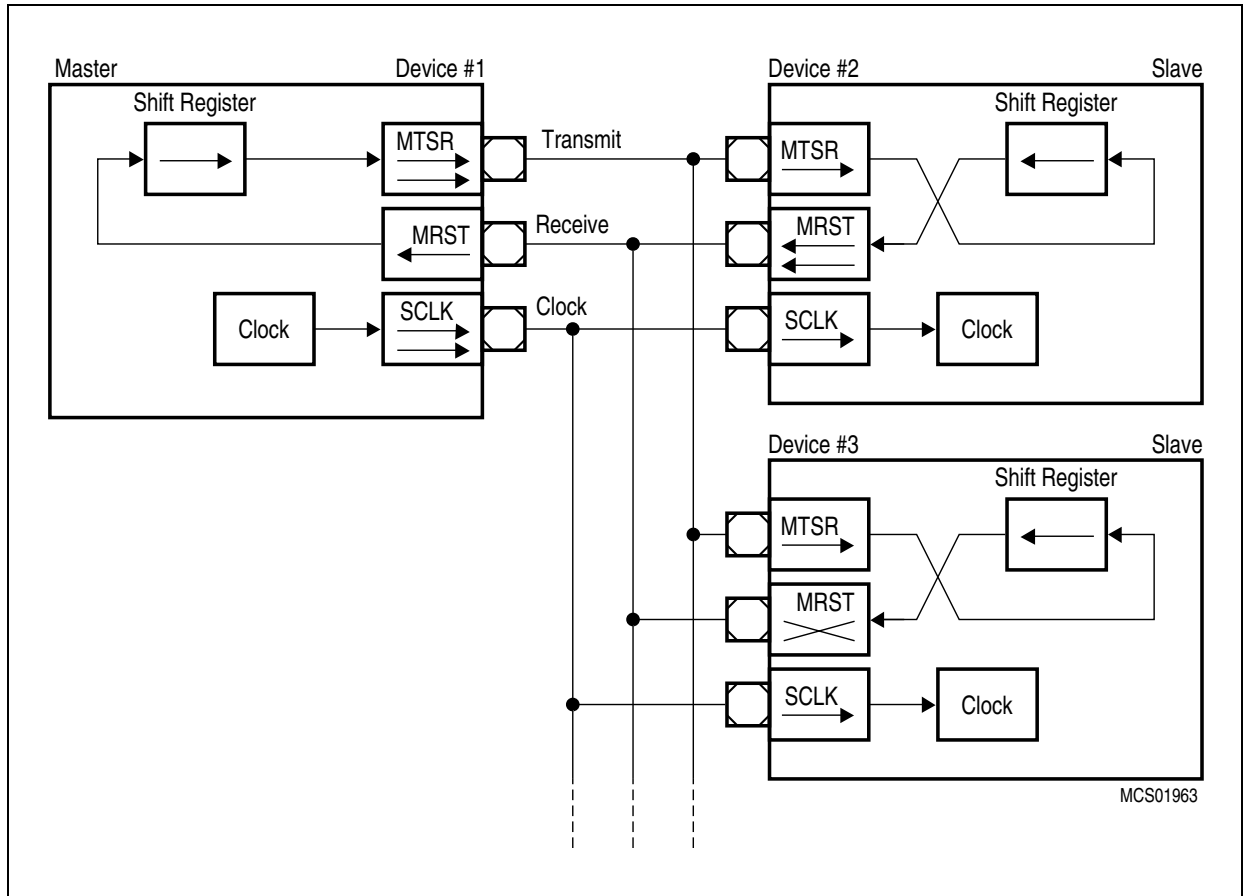 Master Device #1
Shift Register
MTSR
Transmit
MRST
Receive
Clock
SCLK
Clock
Device #2 Slave
Shift Register
MTSR
MRST
SCLK
Clock
Device #3 Slave
Shift Register
MTSR
MRST
SCLK
Clock
MCS01963